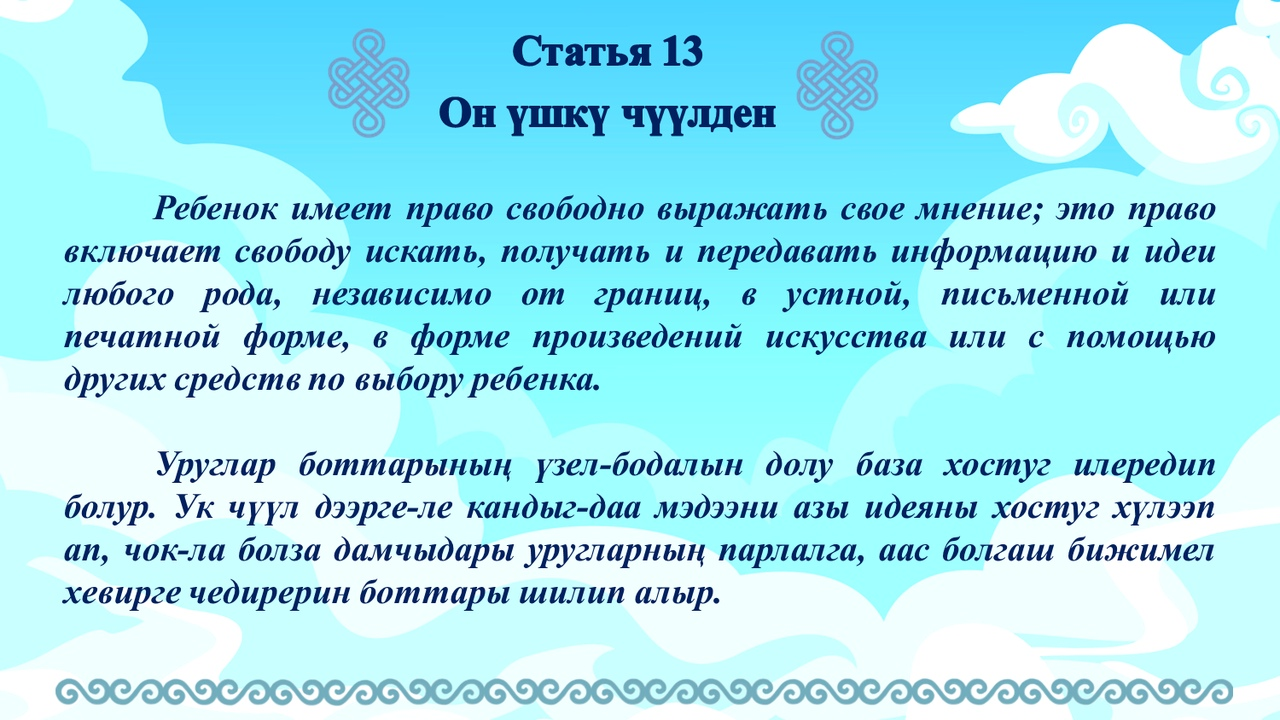 Статья 13
Он үшкү чүүлден
Ребенок имеет право свободно выражать свое мнение; это право
включает свободу искать, получать и передавать информацию и идеи
любого рода, независимо от границ, в устной, письменной или
печатной форме, в форме произведений искусства или с помощью
других средств по выбору ребенка.
Уруглар боттарының үзел-бодалын долу база хостуг илередип
болур. Ук чүүл дээрге-ле кандыг-даа мэдээни азы идеяны хостуг хүлээп
ап, чок-ла болза дамчыдары уругларның парлалга, аас болгаш бижимел
хевирге чедирерин боттары шилип алыр.